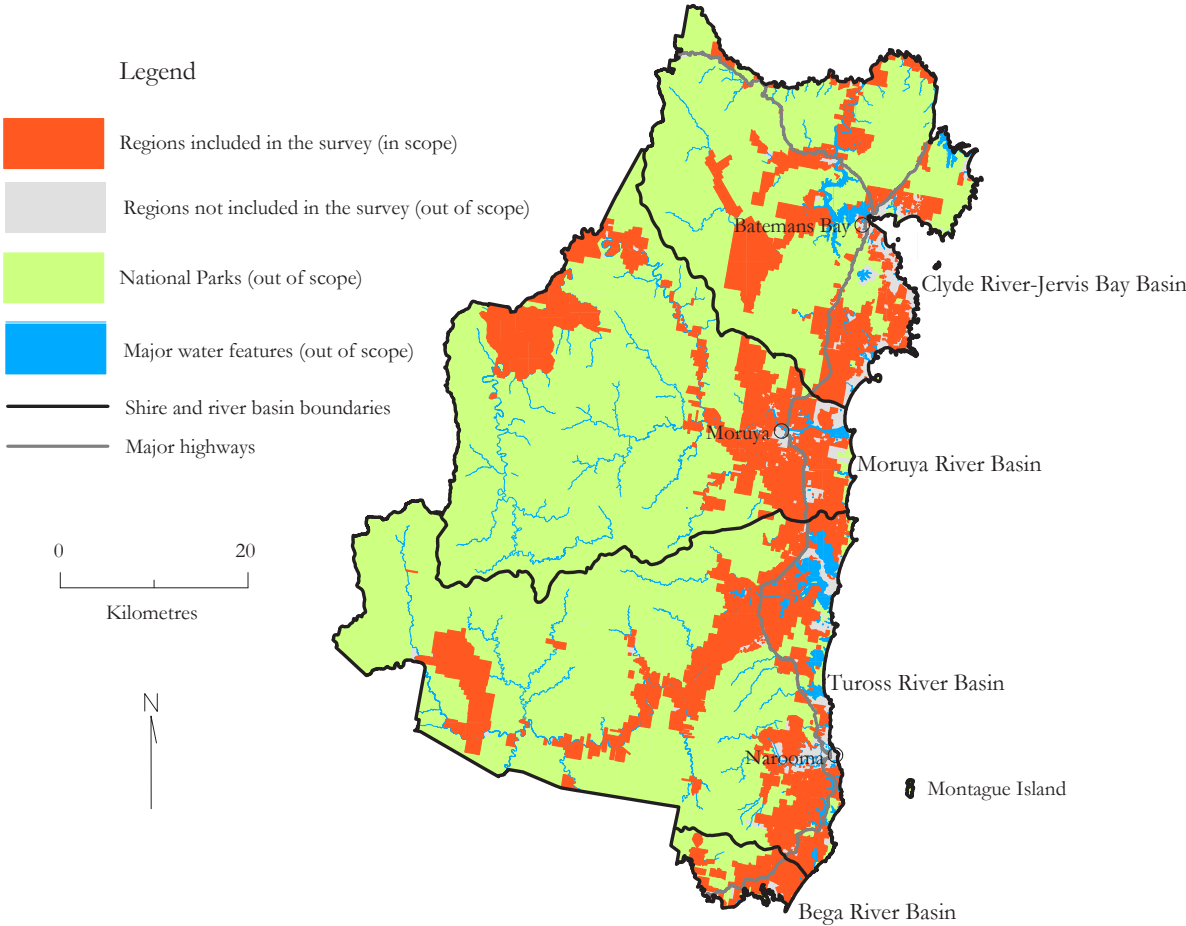 Legend
Regions included in the survey (in scope)
Regions not included in the survey (out of scope)
National Parks (out of scope)
Major water features (out of scope)
Shire and river basin boundaries
Major highways
0 20
Kilometres
N
Batemans Bay
Clyde River-Jervis Bay Basin
Moruya
Moruya River Basin
Tuross River Basin
Narooma
Montague Island
Bega River Basin